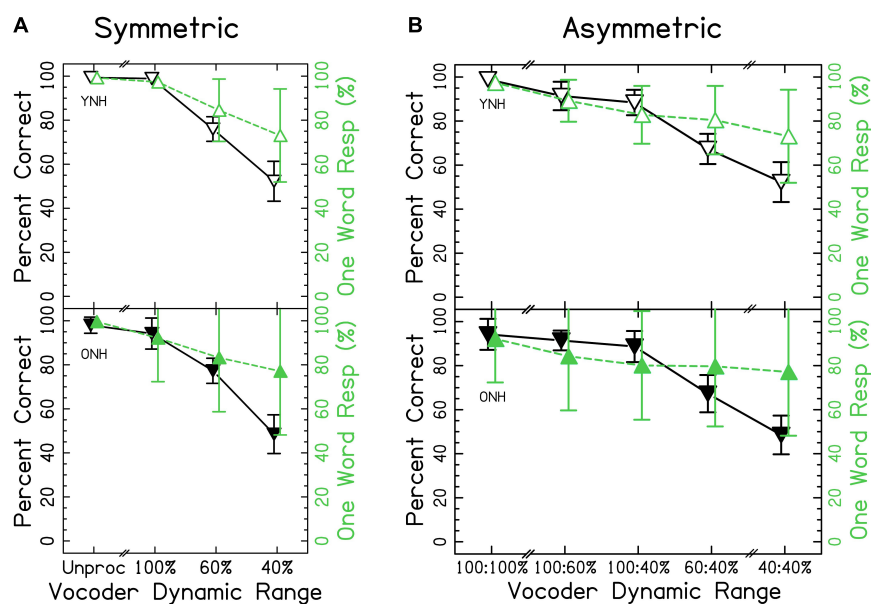 A
Symmetric
B
Asymmetric
Percent Correct
0 20 40 60 80 100
YNH
0 20 40 60 80 100
One Word Resp (%)
Percent Correct
0 20 40 60 80 100
YNH
0 20 40 60 80 100
One Word Resp (%)
Percent Correct
0 20 40 60 80 100
ONH
0 20 40 60 80 100
One Word Resp (%)
Percent Correct
0 20 40 60 80 100
ONH
0 20 40 60 80 100
One Word Resp (%)
Unproc 100% 60% 40%
Vocoder Dynamic Range
100:100% 100:60% 100:40% 60:40% 40:40%
Vocoder Dynamic Range